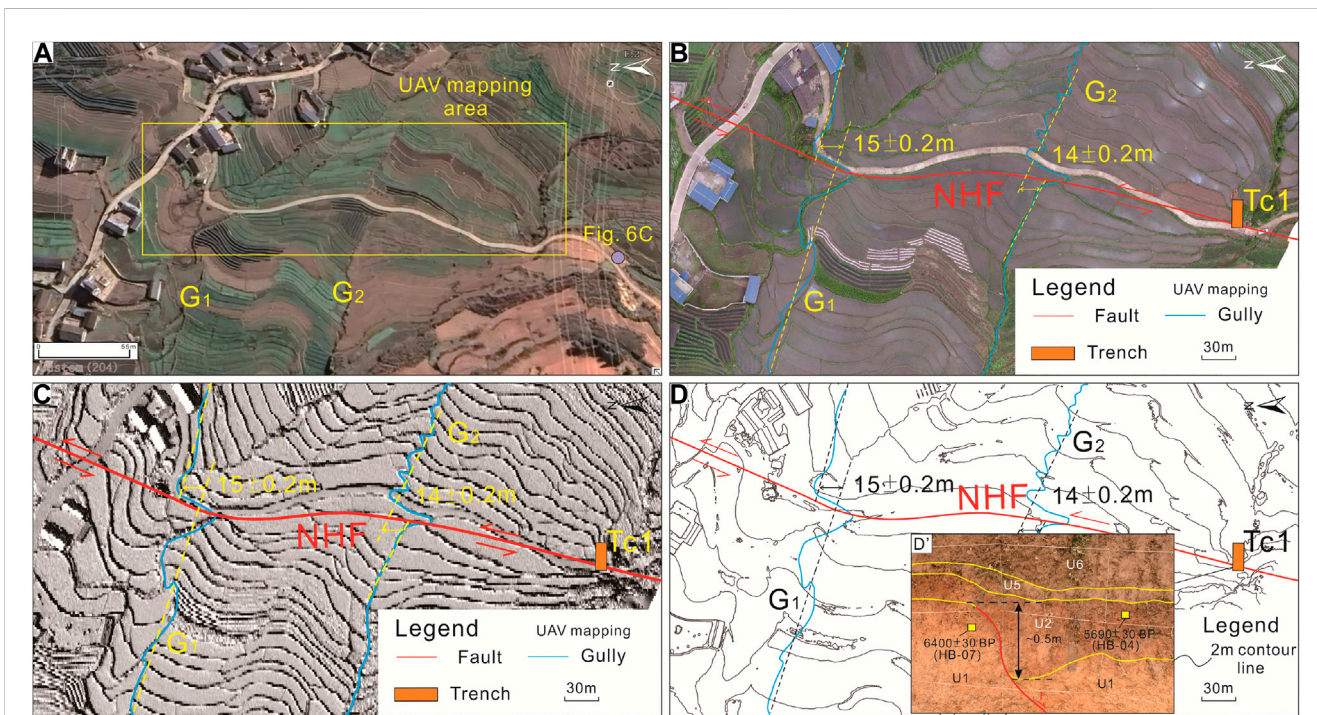 A
UAV mapping
area
N
Fig. 6C
G1
G2
0
55m
(204)
B
N
G2
15±0.2m
14±0.2m
NHF
Tc1
G1
Legend
UAV mapping
Fault
Gully
Trench
30m
C
G2
15±0.2m
14±0.2m
NHF
Tc1
G1
Legend
UAV mapping
Fault
Gully
Trench
30m
D
N
G2
15±0.2m
NHF
14±0.2m
Tc1
G1
D'
U6
U5
U2
6400±30 BP
(HB-07)
~0.5m
5690±30 BP
(HB-04)
U1
U1
Legend
2m contour
line
30m